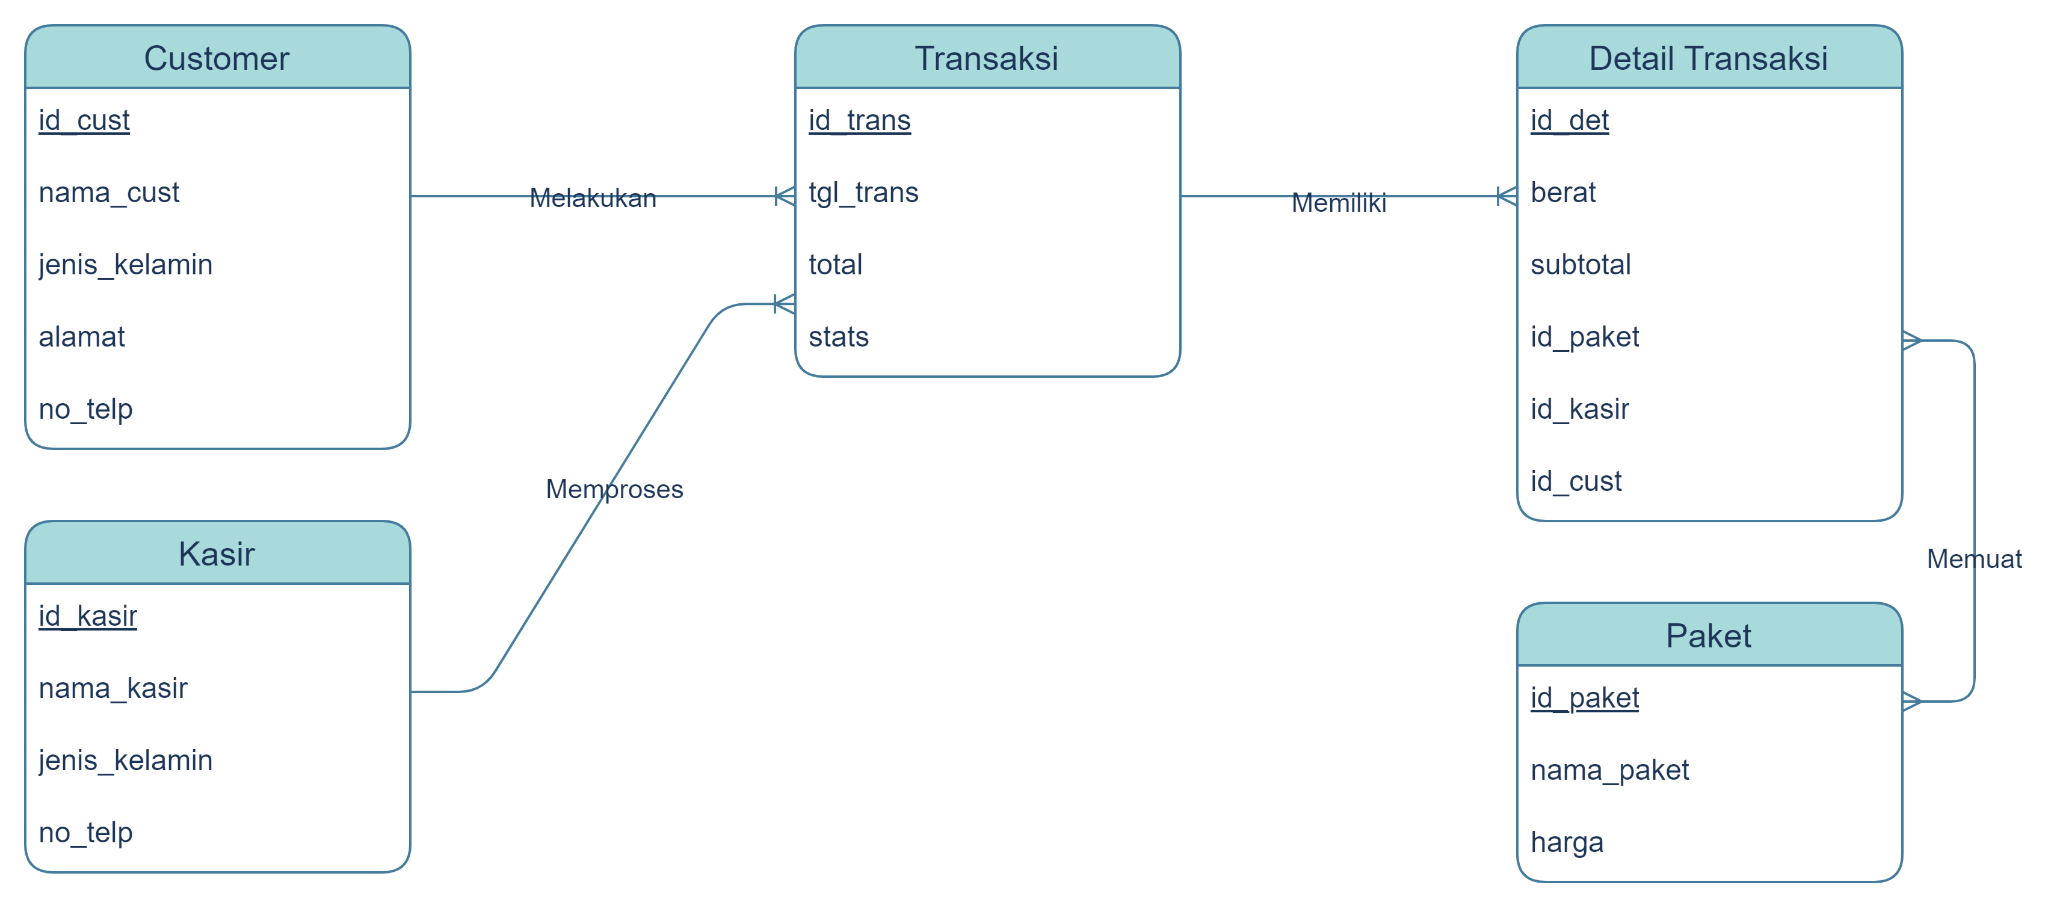 Customer
id_cust
nama_cust
jenis_kelamin
alamat
no_telp
Melakukan
Transaksi
id_trans
tgl_trans
total
stats
Memiliki
Detail Transaksi
id_det
berat
subtotal
id_paket
id_kasir
id_cust
Memproses
Kasir
id_kasir
nama_kasir
jenis_kelamin
no_telp
Memuat
Paket
id_paket
nama_paket
harga